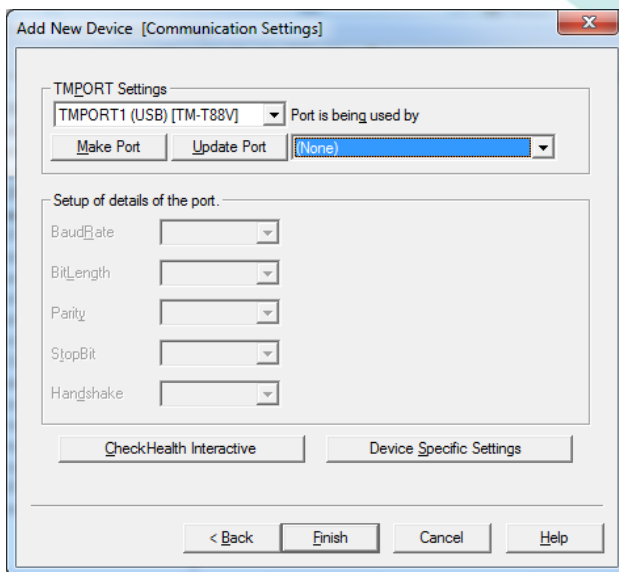 Add New Device [Communication Settings]
x
TMPORT Settings
TMPORT1 (USB) [TM-T88V] Port is being used by
Make Port Update Port (None)
Setup of details of the port.
BaudRate
BitLength
Parity
StopBit
Handshake
CheckHealth Interactive Device Specific Settings
< Back Finish Cancel Help